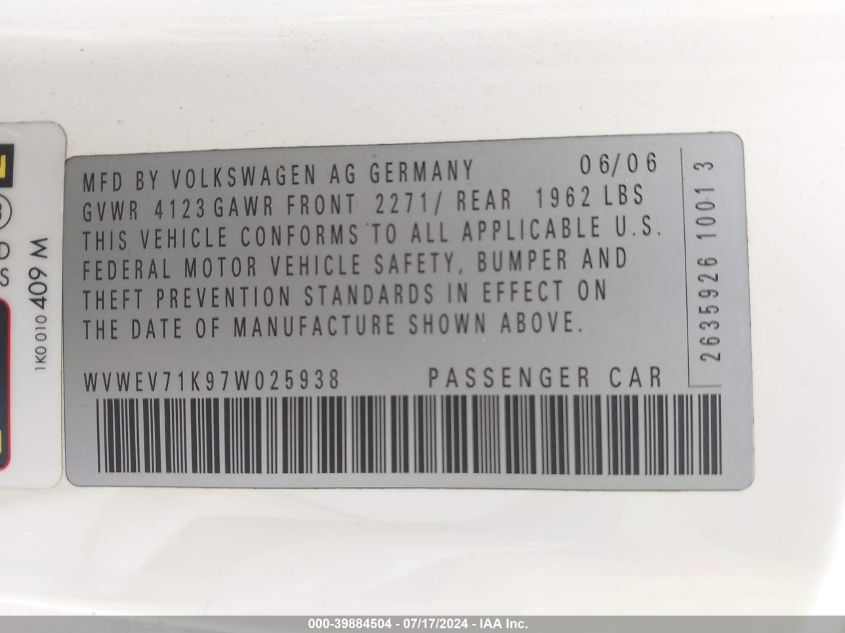 MFD BY VOLKSWAGEN AG GERMANY 06/06
GVWR 4123 GAWR FRONT 2271/ REAR 1962 LBS
THIS VEHICLE CONFORMS TO ALL APPLICABLE U.S.
FEDERAL MOTOR VEHICLE SAFETY, BUMPER AND
THEFT PREVENTION STANDARDS IN EFFECT ON
THE DATE OF MANUFACTURE SHOWN ABOVE.
WVWEV71K97W025938 PASSENGER CAR
2635926 1001 3
1K0 010 409 M
000-39884504 - 07/17/2024 - IAA Inc.